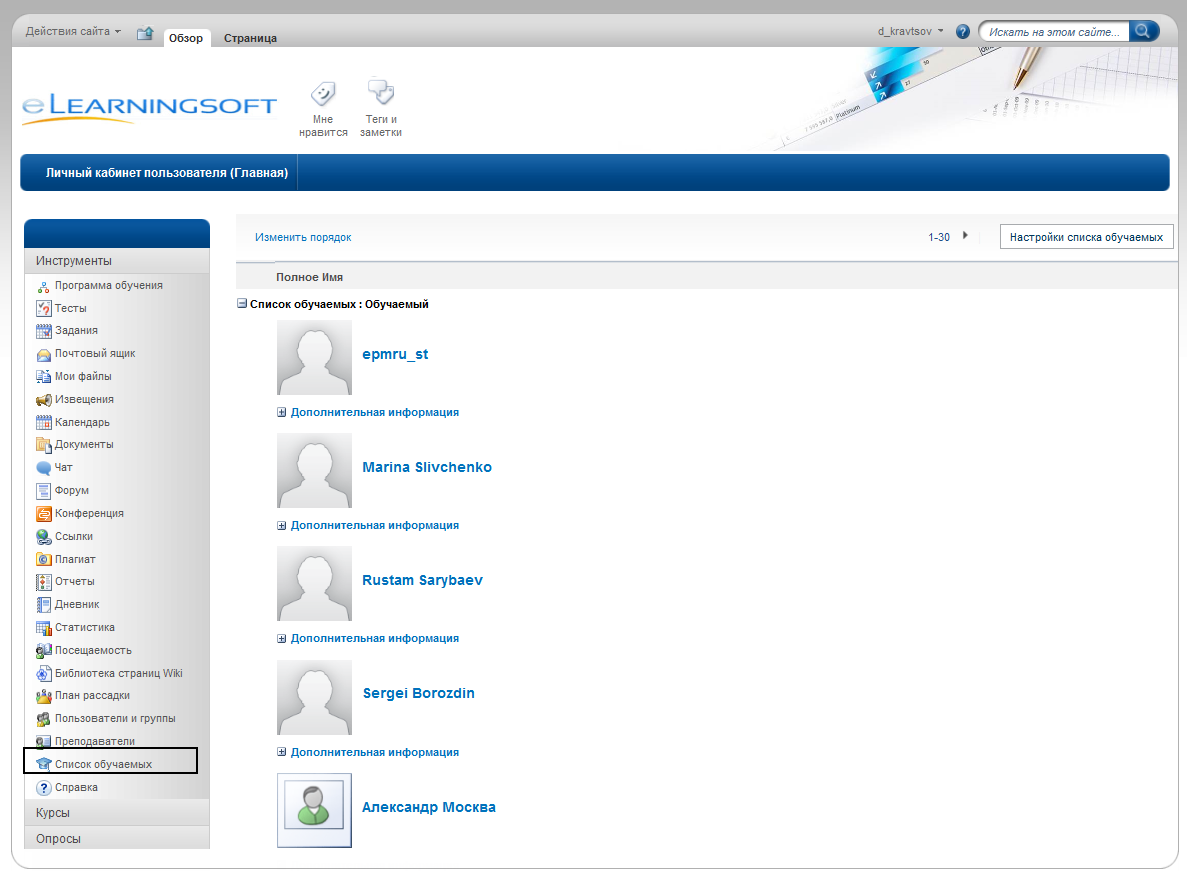 Действия сайта
Обзор
Страница
d_kravtsov
Искать на этом сайте...
eLearningsoft
Мне
нравится
Теги и
заметки
Личный кабинет пользователя (Главная)
Инструменты
Программа обучения
Тесты
Задания
Почтовый ящик
Мои файлы
Извещения
Календарь
Документы
Чат
Форум
Конференция
Ссылки
Плагиат
Отчеты
Дневник
Статистика
Посещаемость
Библиотека страниц Wiki
План рассадки
Пользователи и группы
Преподаватели
Список обучаемых
Справка
Курсы
Опросы
Изменить порядок
1-30
Настройки списка обучаемых
Полное Имя
Список обучаемых : Обучаемый
epmru_st
Дополнительная информация
Marina Slivchenko
Дополнительная информация
Rustam Sarybaev
Дополнительная информация
Sergei Borozdin
Дополнительная информация
Александр Москва